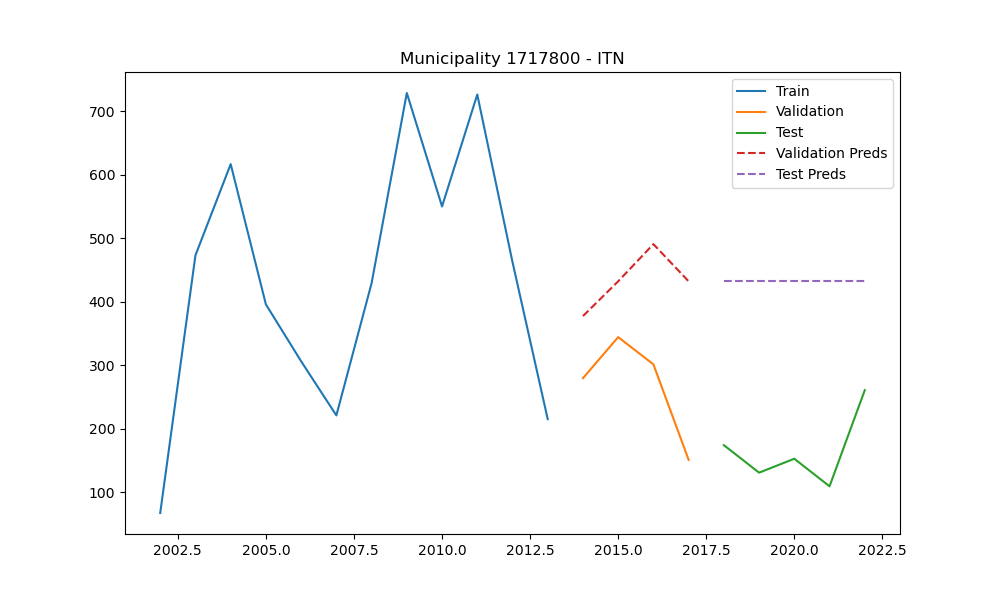 Municipality 1717800 - ITN
Train
Validation
Test
Validation Preds
Test Preds
700
600
500
400
300
200
100
2002.5 2005.0 2007.5 2010.0 2012.5 2015.0 2017.5 2020.0 2022.5